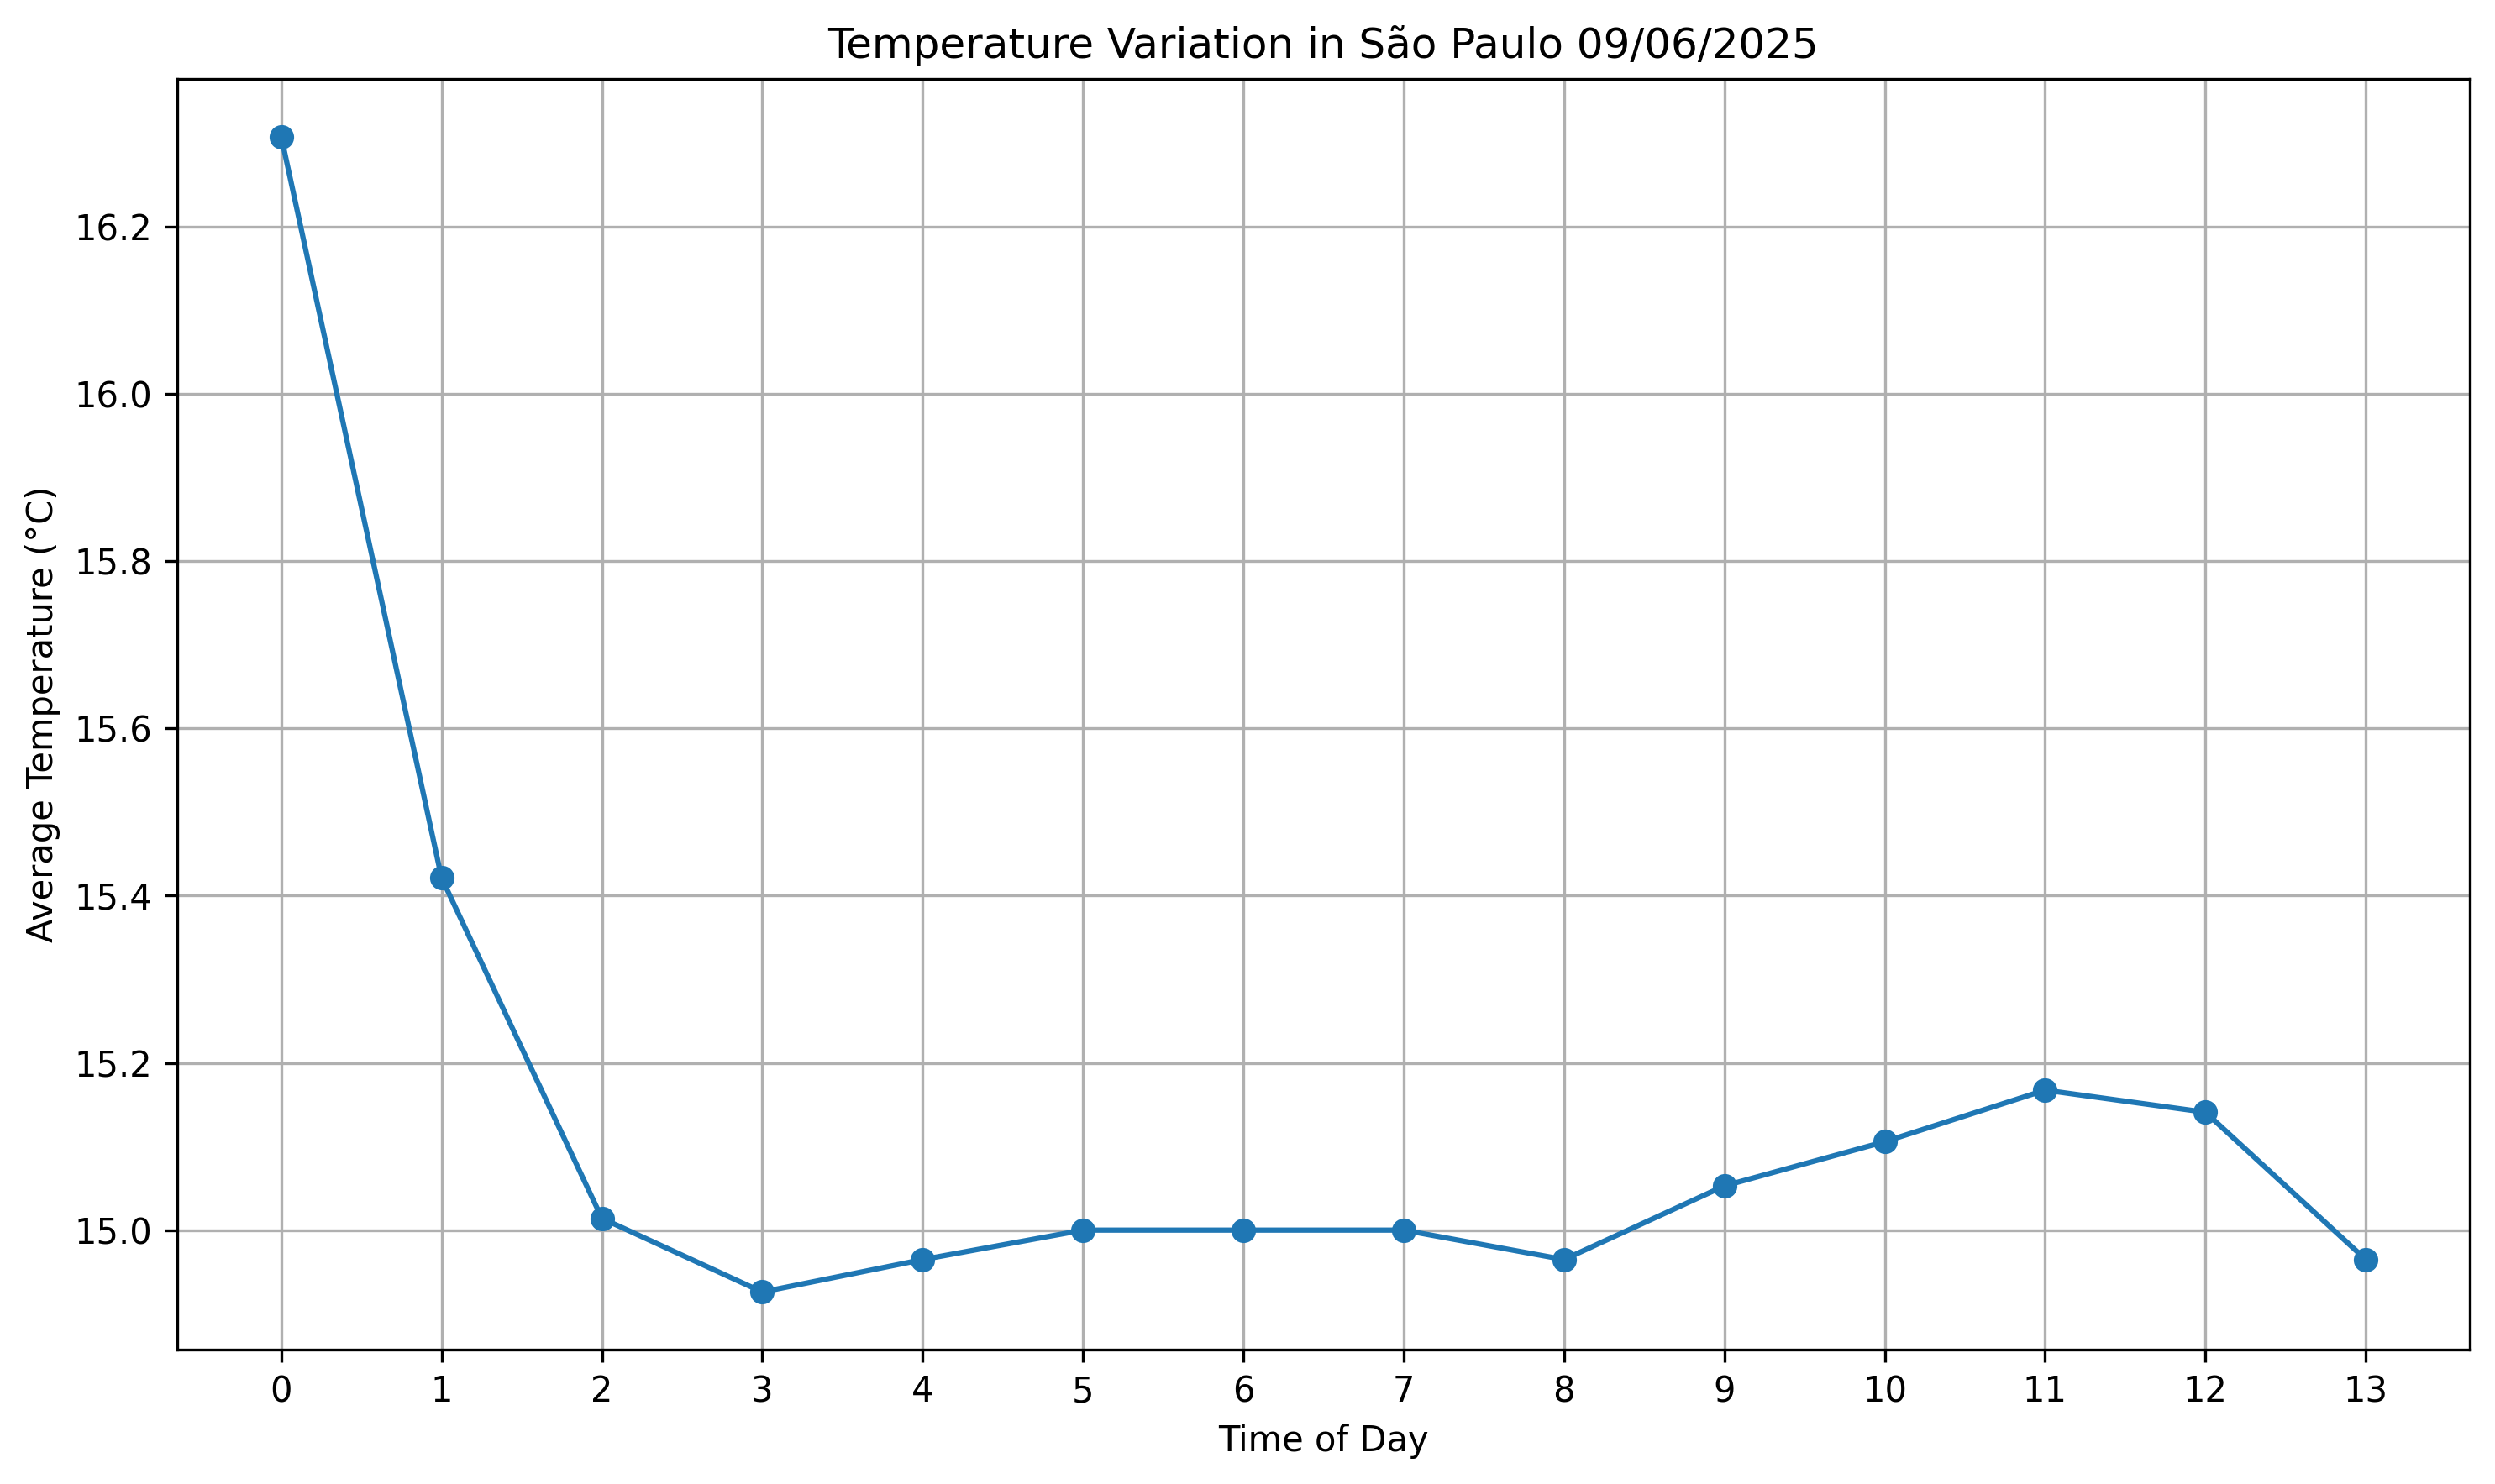 Temperature Variation in São Paulo 09/06/2025
Average Temperature (°C)
16.2
16.0
15.8
15.6
15.4
15.2
15.0
0 1 2 3 4 5 6 7 8 9 10 11 12 13
Time of Day